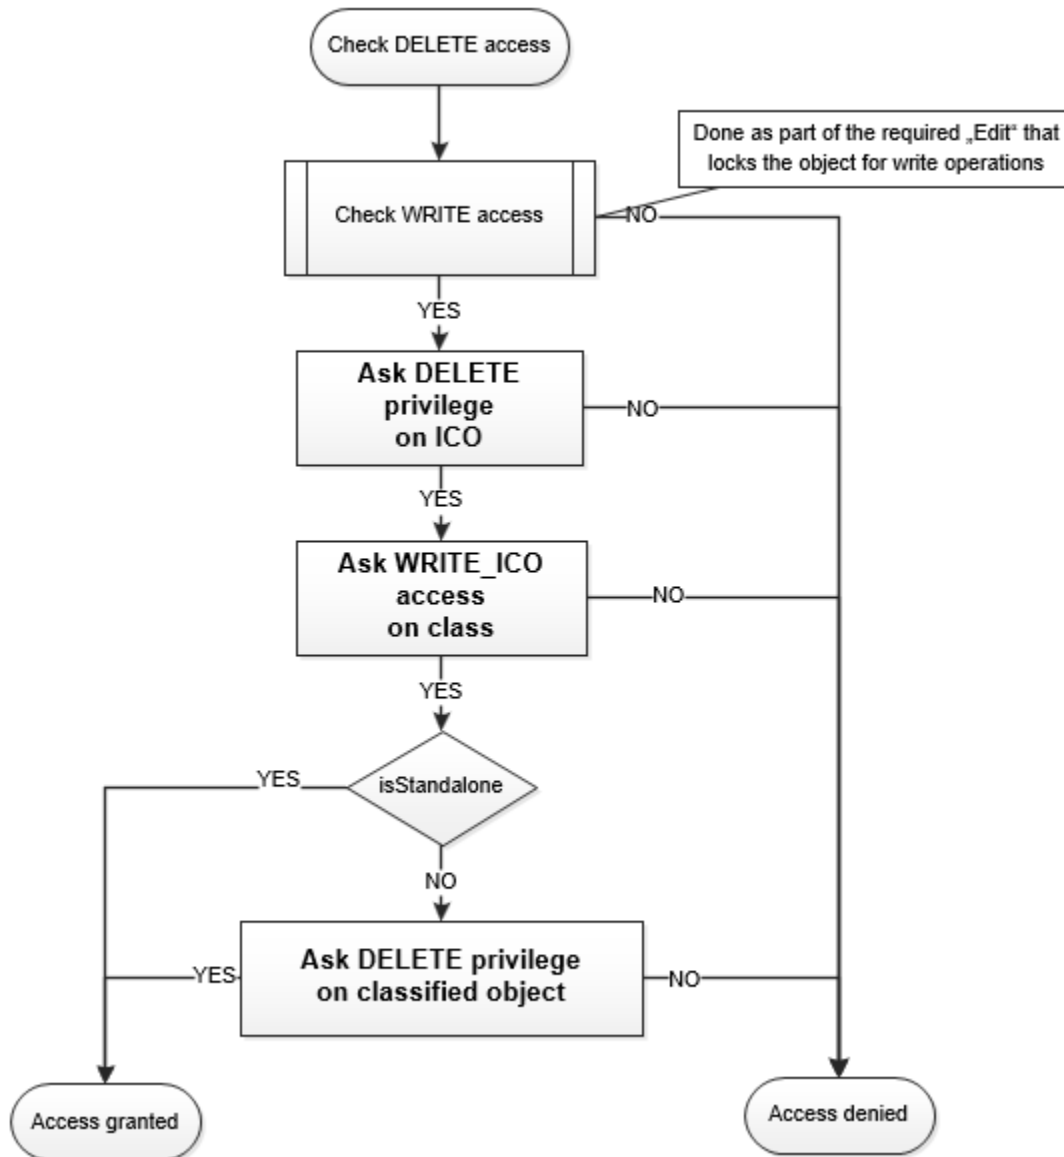 Check DELETE access
Done as part of the required „Edit“ that
locks the object for write operations
Check WRITE access
NO
YES
Ask DELETE
privilege
on ICO
NO
YES
Ask WRITE_ICO
access
on class
NO
YES
isStandalone
YES
NO
Ask DELETE privilege
on classified object
YES
NO
Access granted
Access denied